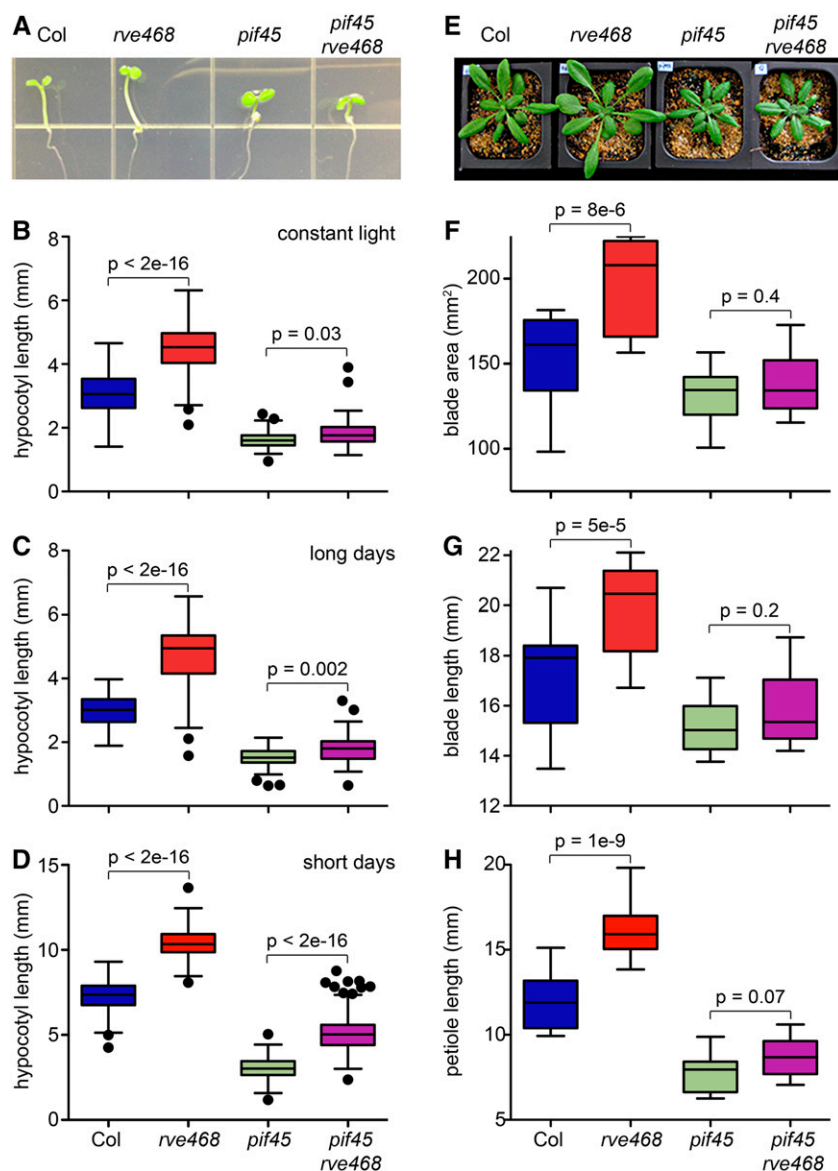 A
Col
rve468
pif45
pif45
rve468
E
Col
rve468
pif45
pif45
rve468
B
hypocotyl length (mm)
8
6
4
2
0
constant light
p < 2e-16
p = 0.03
F
blade area (mm²)
200
150
100
p = 8e-6
p = 0.4
C
hypocotyl length (mm)
8
6
4
2
0
long days
p < 2e-16
p = 0.002
G
blade length (mm)
22
20
18
16
14
12
p = 5e-5
p = 0.2
D
hypocotyl length (mm)
15
10
5
0
short days
p < 2e-16
p < 2e-16
Col
rve468
pif45
pif45
rve468
H
petiole length (mm)
20
15
10
5
p = 1e-9
p = 0.07
Col
rve468
pif45
pif45
rve468